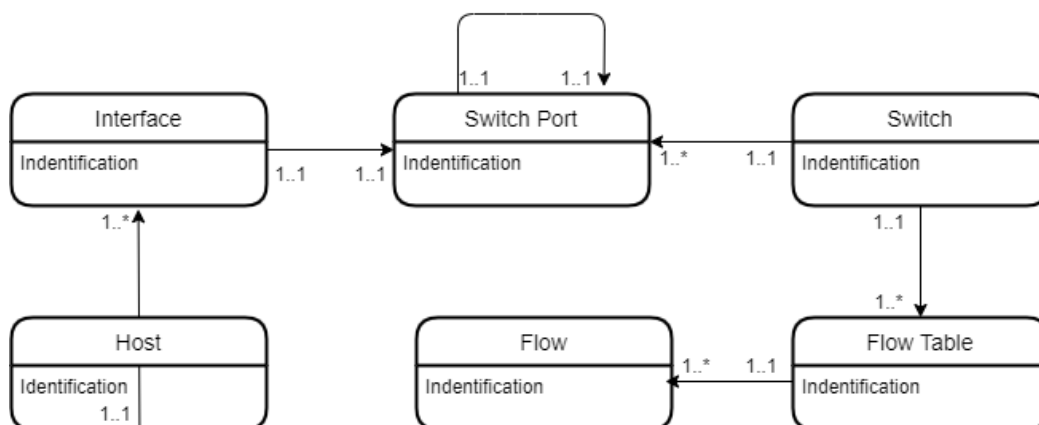 1..1
1..1
Interface
Switch Port
Switch
Indentification
Indentification
Indentification
1..1
1..1
1..*
1..1
1..*
1..1
1..*
Host
Flow
Flow Table
Identification
Indentification
1..*
1..1
Indentification
1..1